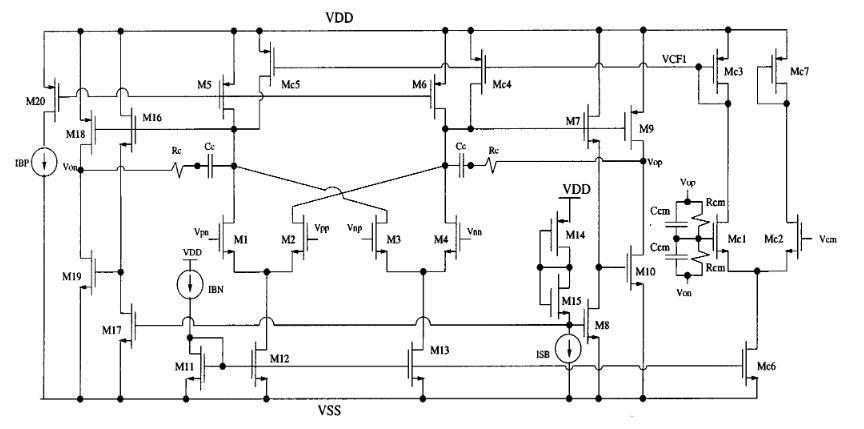 VDD
M5
Mc5
M6
Mc4
VCF1
Mc3
Mc7
M20
M18
M16
M7
M9
IBP
Von
Rc
Cc
Cc
Rc
Vop
VDD
Vop
Ccm
Rcm
Vpn
M1
M2
Vpp
Vnp
M3
M4
Vnn
M14
Mc1
Mc2
Vcm
Ccm
Rcm
M19
VDD
IBN
M15
M10
Von
M17
M8
M11
M12
M13
ISB
Mc6
VSS